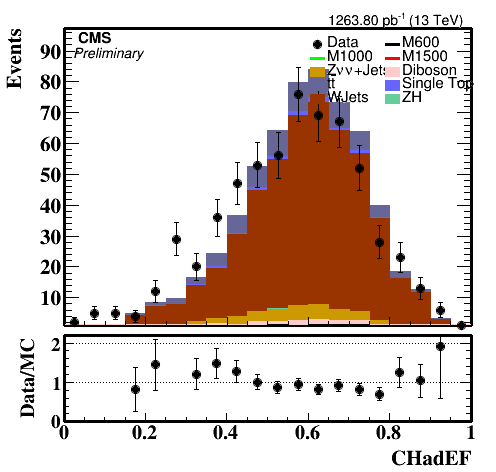 1263.80 pb⁻¹ (13 TeV)
CMS
Preliminary
Data
M600
M1000
M1500
Zνν+Jets
Diboson
tt
Single Top
WJets
ZH
Events
90
80
70
60
50
40
30
20
10
Data/MC
2
1
0
0 0.2 0.4 0.6 0.8 1
CHadEF